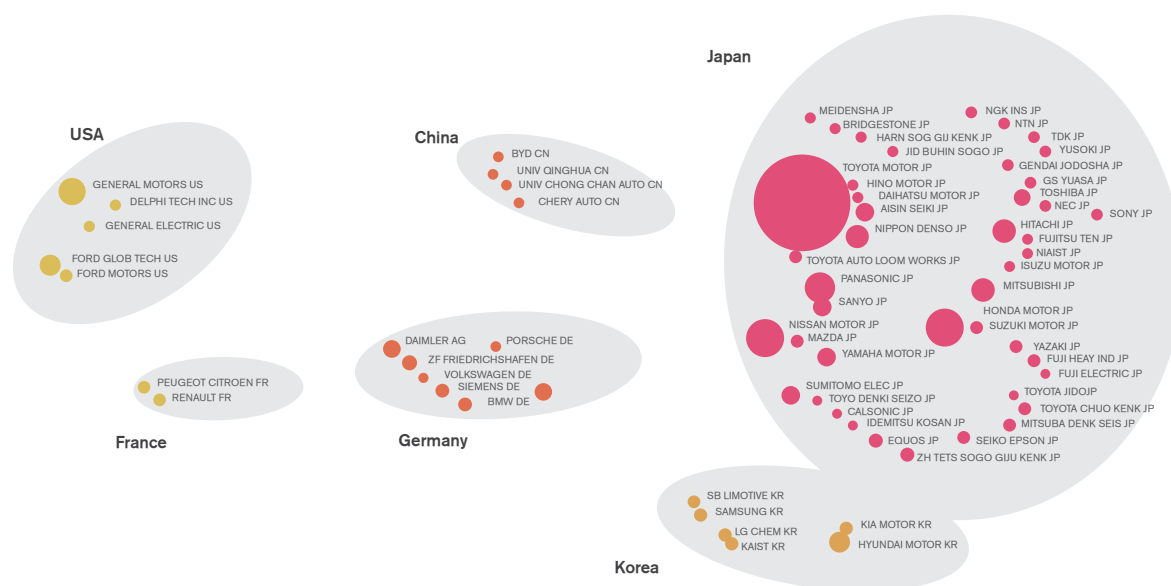 USA
GENERAL MOTORS US
DELPHI TECH INC US
GENERAL ELECTRIC US
FORD GLOB TECH US
FORD MOTORS US
PEUGEOT CITROEN FR
RENAULT FR
France
China
BYD CN
UNIV QINGHUA CN
UNIV CHONG CHAN AUTO CN
CHERY AUTO CN
DAIMLER AG
PORSCHE DE
ZF FRIEDRICHSHAFEN DE
VOLKSWAGEN DE
SIEMENS DE
BMW DE
Germany
Japan
MEIDENSHA JP
BRIDGESTONE JP
HARN SOG GIJ KENK JP
JID BUHIN SOGO JP
TOYOTA MOTOR JP
HINO MOTOR JP
DAIHATSU MOTOR JP
AISIN SEIKI JP
NIPPON DENSO JP
TOYOTA AUTO LOOM WORKS JP
PANASONIC JP
SANYO JP
NISSAN MOTOR JP
MAZDA JP
YAMAHA MOTOR JP
SUMITOMO ELEC JP
TOYO DENKI SEIZO JP
CALSONIC JP
IDEMITSU KOSAN JP
EQUOS JP
ZH TETS SOGO GIJU KENK JP
NGK INS JP
NTN JP
TDK JP
YUSOKI JP
GENDAI JODOSHA JP
GS YUASA JP
TOSHIBA JP
NEC JP
SONY JP
HITACHI JP
FUJITSU TEN JP
NIAIST JP
ISUZU MOTOR JP
MITSUBISHI JP
HONDA MOTOR JP
SUZUKI MOTOR JP
YAZAKI JP
FUJI HEAY IND JP
FUJI ELECTRIC JP
TOYOTA JIDOJP
TOYOTA CHUO KENK JP
MITSUBA DENK SEIS JP
SEIKO EPSON JP
SB LIMOTIVE KR
SAMSUNG KR
LG CHEM KR
KAIST KR
KIA MOTOR KR
HYUNDAI MOTOR KR
Korea